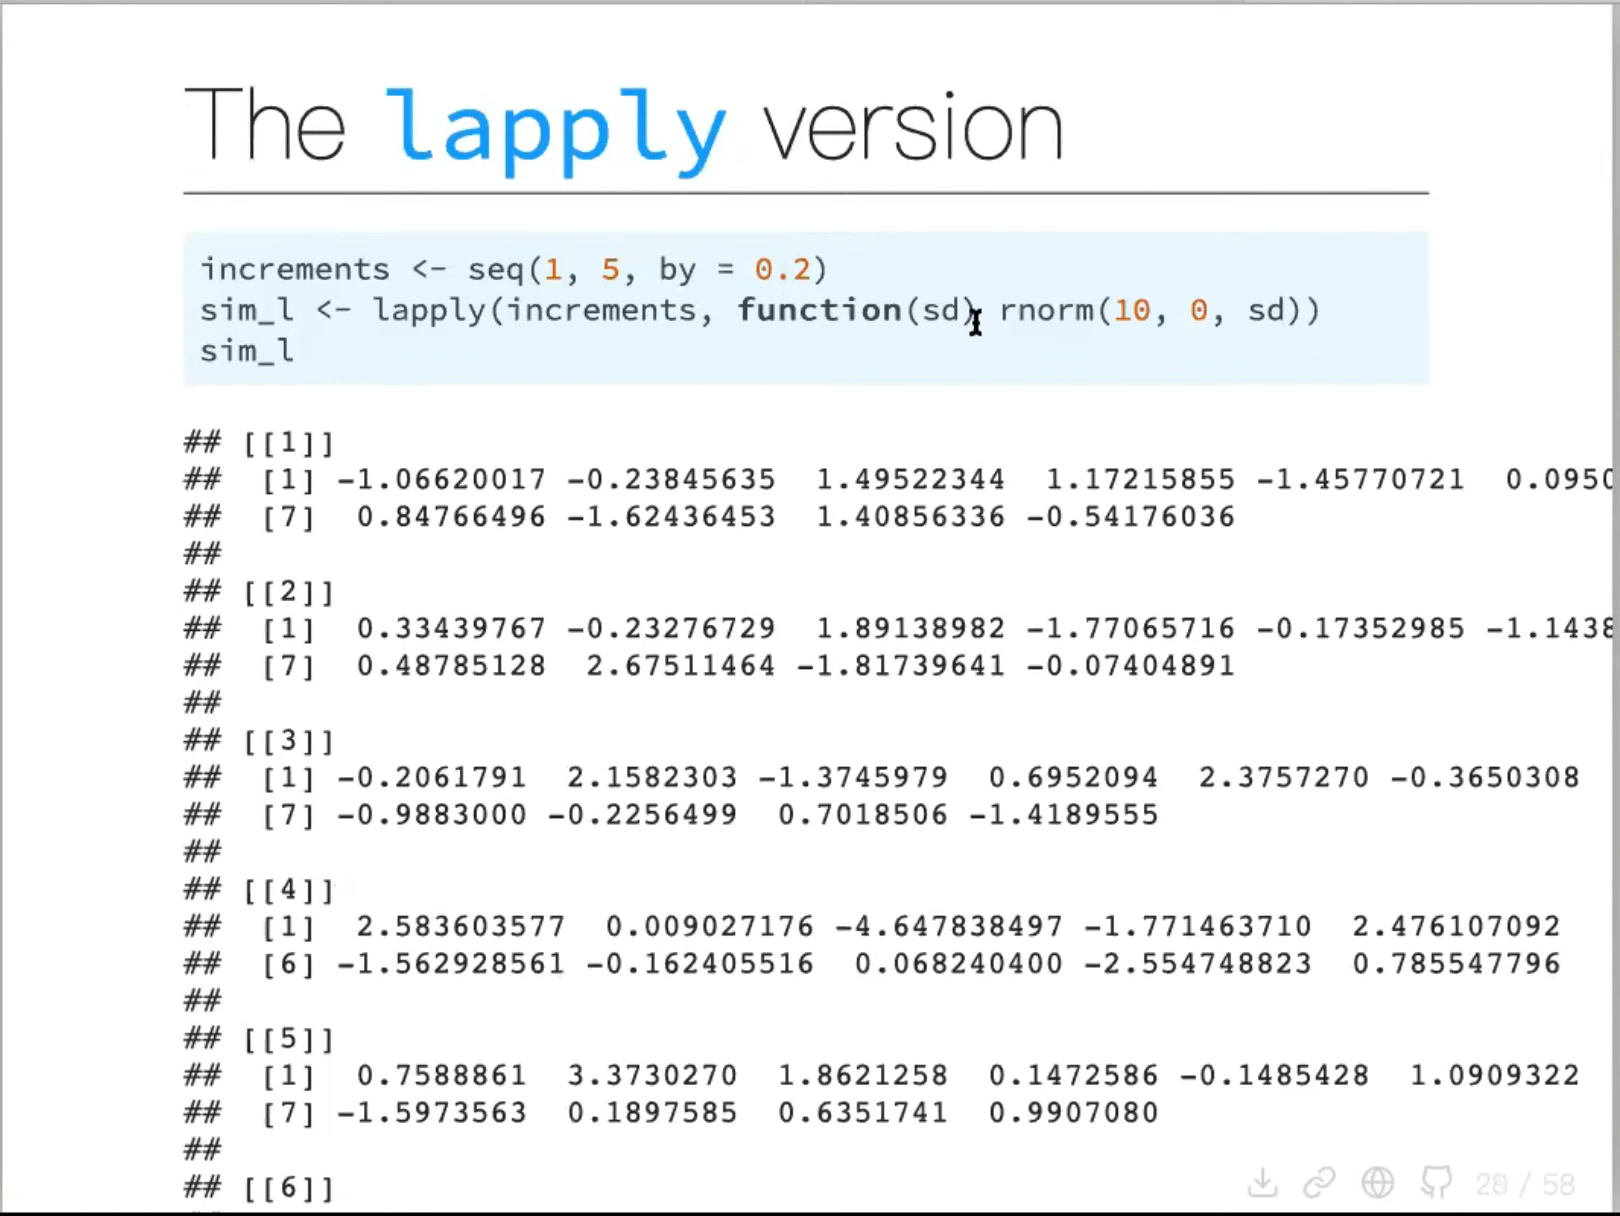 The lapply version
increments <- seq(1, 5, by = 0.2)
sim_l <- lapply(increments, function(sd) rnorm(10, 0, sd))
sim_l
## [[1]]
##  [1] -1.06620017 -0.23845635  1.49522344  1.17215855 -1.45770721  0.0950
##  [7]  0.84766496 -1.62436453  1.40856336 -0.54176036
##
## [[2]]
##  [1]  0.33439767 -0.23276729  1.89138982 -1.77065716 -0.17352985 -1.1438
##  [7]  0.48785128  2.67511464 -1.81739641 -0.07404891
##
## [[3]]
##  [1] -0.2061791  2.1582303 -1.3745979  0.6952094  2.3757270 -0.3650308
##  [7] -0.9883000 -0.2256499  0.7018506 -1.4189555
##
## [[4]]
##  [1]  2.583603577  0.009027176 -4.647838497 -1.771463710  2.476107092
##  [6] -1.562928561 -0.162405516  0.068240400 -2.554748823  0.785547796
##
## [[5]]
##  [1]  0.7588861  3.3730270  1.8621258  0.1472586 -0.1485428  1.0909322
##  [7] -1.5973563  0.1897585  0.6351741  0.9907080
##
## [[6]]
/ 58